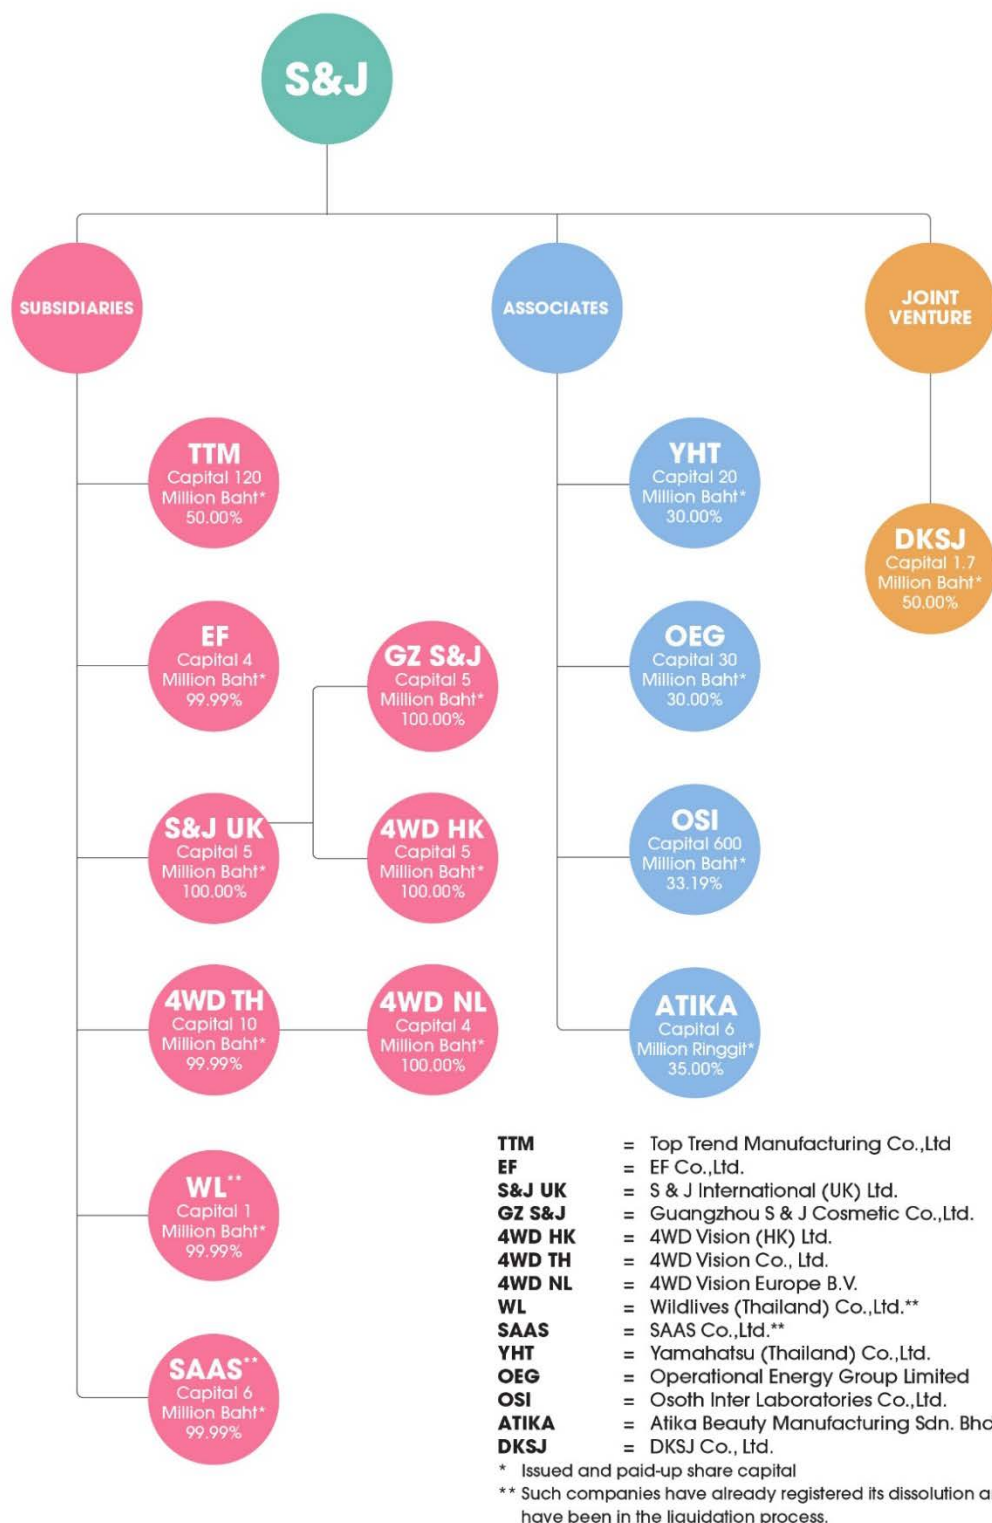 S&J
SUBSIDIARIES
ASSOCIATES
JOINT
VENTURE
TTM
Capital 120
Million Baht*
50.00%
EF
Capital 4
Million Baht*
99.99%
S&J UK
Capital 5
Million Baht*
100.00%
GZ S&J
Capital 5
Million Baht*
100.00%
4WD HK
Capital 5
Million Baht*
100.00%
4WD TH
Capital 10
Million Baht*
99.99%
4WD NL
Capital 4
Million Baht*
100.00%
WL**
Capital 1
Million Baht*
99.99%
SAAS**
Capital 6
Million Baht*
99.99%
YHT
Capital 20
Million Baht*
30.00%
OEG
Capital 30
Million Baht*
30.00%
OSI
Capital 600
Million Baht*
33.19%
ATIKA
Capital 6
Million Ringgit*
35.00%
DKSJ
Capital 1.7
Million Baht*
50.00%
TTM = Top Trend Manufacturing Co.,Ltd
EF = EF Co.,Ltd.
S&J UK = S & J International (UK) Ltd.
GZ S&J = Guangzhou S & J Cosmetic Co.,Ltd.
4WD HK = 4WD Vision (HK) Ltd.
4WD TH = 4WD Vision Co., Ltd.
4WD NL = 4WD Vision Europe B.V.
WL = Wildlives (Thailand) Co.,Ltd.**
SAAS = SAAS Co.,Ltd.**
YHT = Yamahatsu (Thailand) Co.,Ltd.
OEG = Operational Energy Group Limited
OSI = Osoth Inter Laboratories Co.,Ltd.
ATIKA = Atika Beauty Manufacturing Sdn. Bhd
DKSJ = DKSJ Co., Ltd.
* Issued and paid-up share capital
** Such companies have already registered its dissolution
have been in the liquidation process.